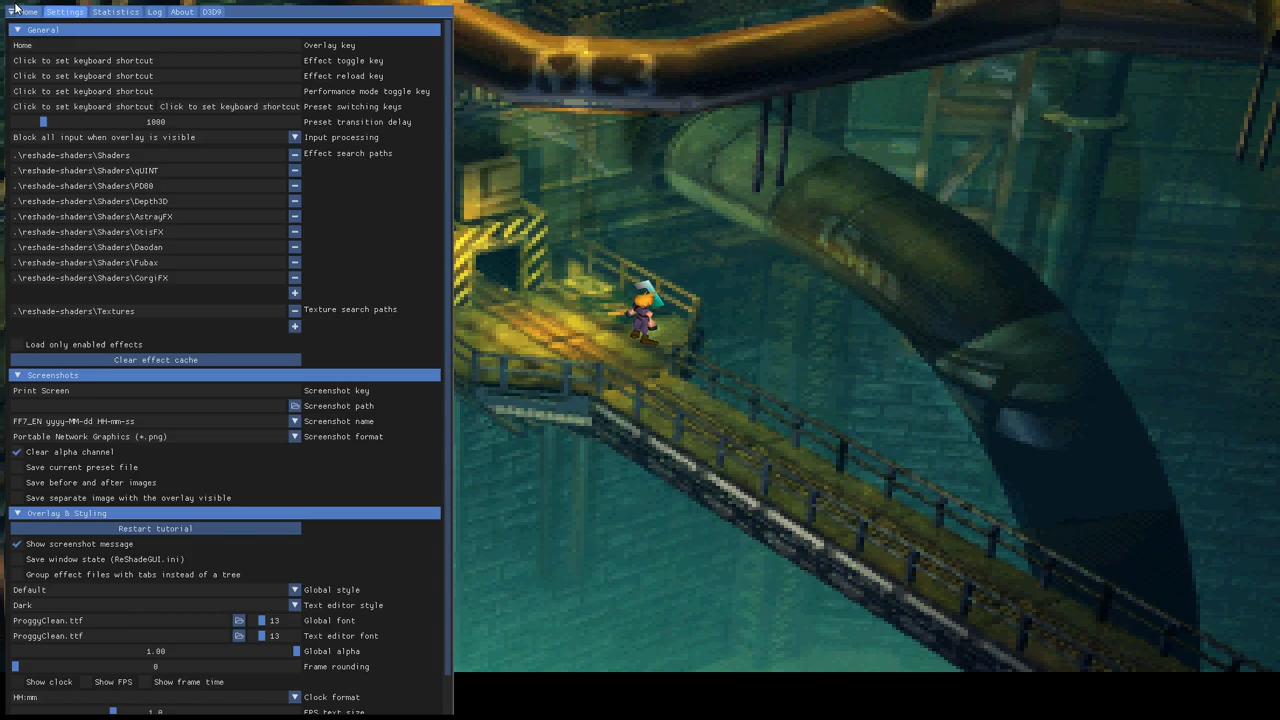 Home Settings Statistics Log About D3D9
General
Home Overlay key
Click to set keyboard shortcut Effect toggle key
Click to set keyboard shortcut Effect reload key
Click to set keyboard shortcut Performance mode toggle key
Click to set keyboard shortcut Click to set keyboard shortcut Preset switching keys
1000 Preset transition delay
Block all input when overlay is visible Input processing
.\reshade-shaders\Shaders Effect search paths
.\reshade-shaders\Shaders\qUINT
.\reshade-shaders\Shaders\PD80
.\reshade-shaders\Shaders\Depth3D
.\reshade-shaders\Shaders\AstrayFX
.\reshade-shaders\Shaders\OtisFX
.\reshade-shaders\Shaders\Daodan
.\reshade-shaders\Shaders\Fubax
.\reshade-shaders\Shaders\CorgiFX
.\reshade-shaders\Textures Texture search paths
Load only enabled effects
Clear effect cache
Screenshots
Print Screen Screenshot key
Screenshot path
FF7_EN yyyy-MM-dd HH-mm-ss Screenshot name
Portable Network Graphics (*.png) Screenshot format
Clear alpha channel
Save current preset file
Save before and after images
Save separate image with the overlay visible
Overlay & Styling
Restart tutorial
Show screenshot message
Save window state (ReShadeGUI.ini)
Group effect files with tabs instead of a tree
Default Global style
Dark Text editor style
ProggyClean.ttf 13 Global font
ProggyClean.ttf 13 Text editor font
1.00 Global alpha
0 Frame rounding
Show clock Show FPS Show frame time
HH:mm Clock format
1.0 FPS text size